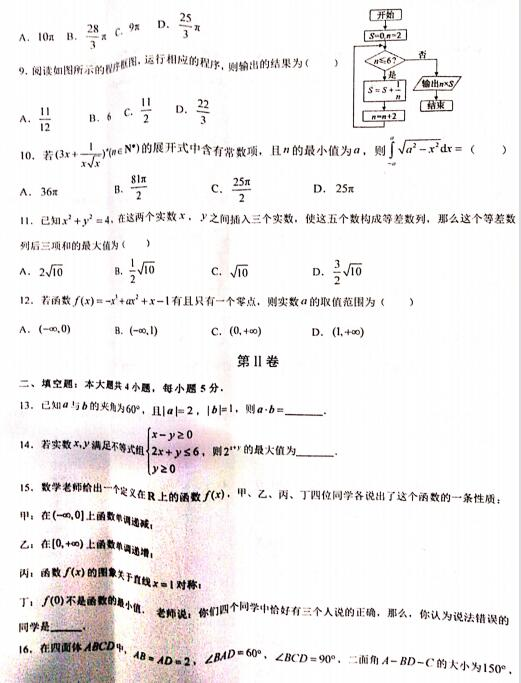 A. 10π B. 28/3 π C. 9π D. 25/3 π
9. 阅读如图所示的程序框图，运行相应的程序，则输出的结果为（ ）
A. 11/12 B. 6 C. 11/2 D. 22/3
开始
S=0,n=2
n≤6?
否
是
S=S+1/n
输出n×S
n=n+2
结束
10. 若(3x+1/(x√x))ⁿ(n∈N*)的展开式中含有常数项，且n的最小值为a，则∫₋ₐᵃ√(a²-x²)dx=（ ）
A. 36π B. 81π/2 C. 25π/2 D. 25π
11. 已知x²+y²=4，在这两个实数x，y之间插入三个实数，使这五个数构成等差数列，那么这个等差数
列后三项和的最大值为（ ）
A. 2√10 B. 1/2 √10 C. √10 D. 3/2 √10
12. 若函数f(x)=-x³+ax²+x-1有且只有一个零点，则实数a的取值范围为（ ）
A. (-∞,0) B. (-∞,1) C. (0,+∞) D. (1,+∞)
第II卷
二、填空题：本大题共4小题，每小题5分.
13. 已知a与b的夹角为60°，且|a|=2，|b|=1，则a·b=______.
14. 若实数x,y满足不等式组{x-y≥0 2x+y≤6 y≥0，则2ˣ⁺ʸ的最大值为______.
15. 数学老师给出一个定义在R上的函数f(x)，甲、乙、丙、丁四位同学各说出了这个函数的一条性质：
甲：在(-∞,0]上函数单调递减；
乙：在[0,+∞)上函数单调递增；
丙：函数f(x)的图象关于直线x=1对称；
丁：f(0)不是函数的最小值. 老师说：你们四个同学中恰好有三个人说的正确，那么，你认为说法错误的
同学是______.
16. 在四面体ABCD中，AB=AD=2，∠BAD=60°，∠BCD=90°，二面角A-BD-C的大小为150°，